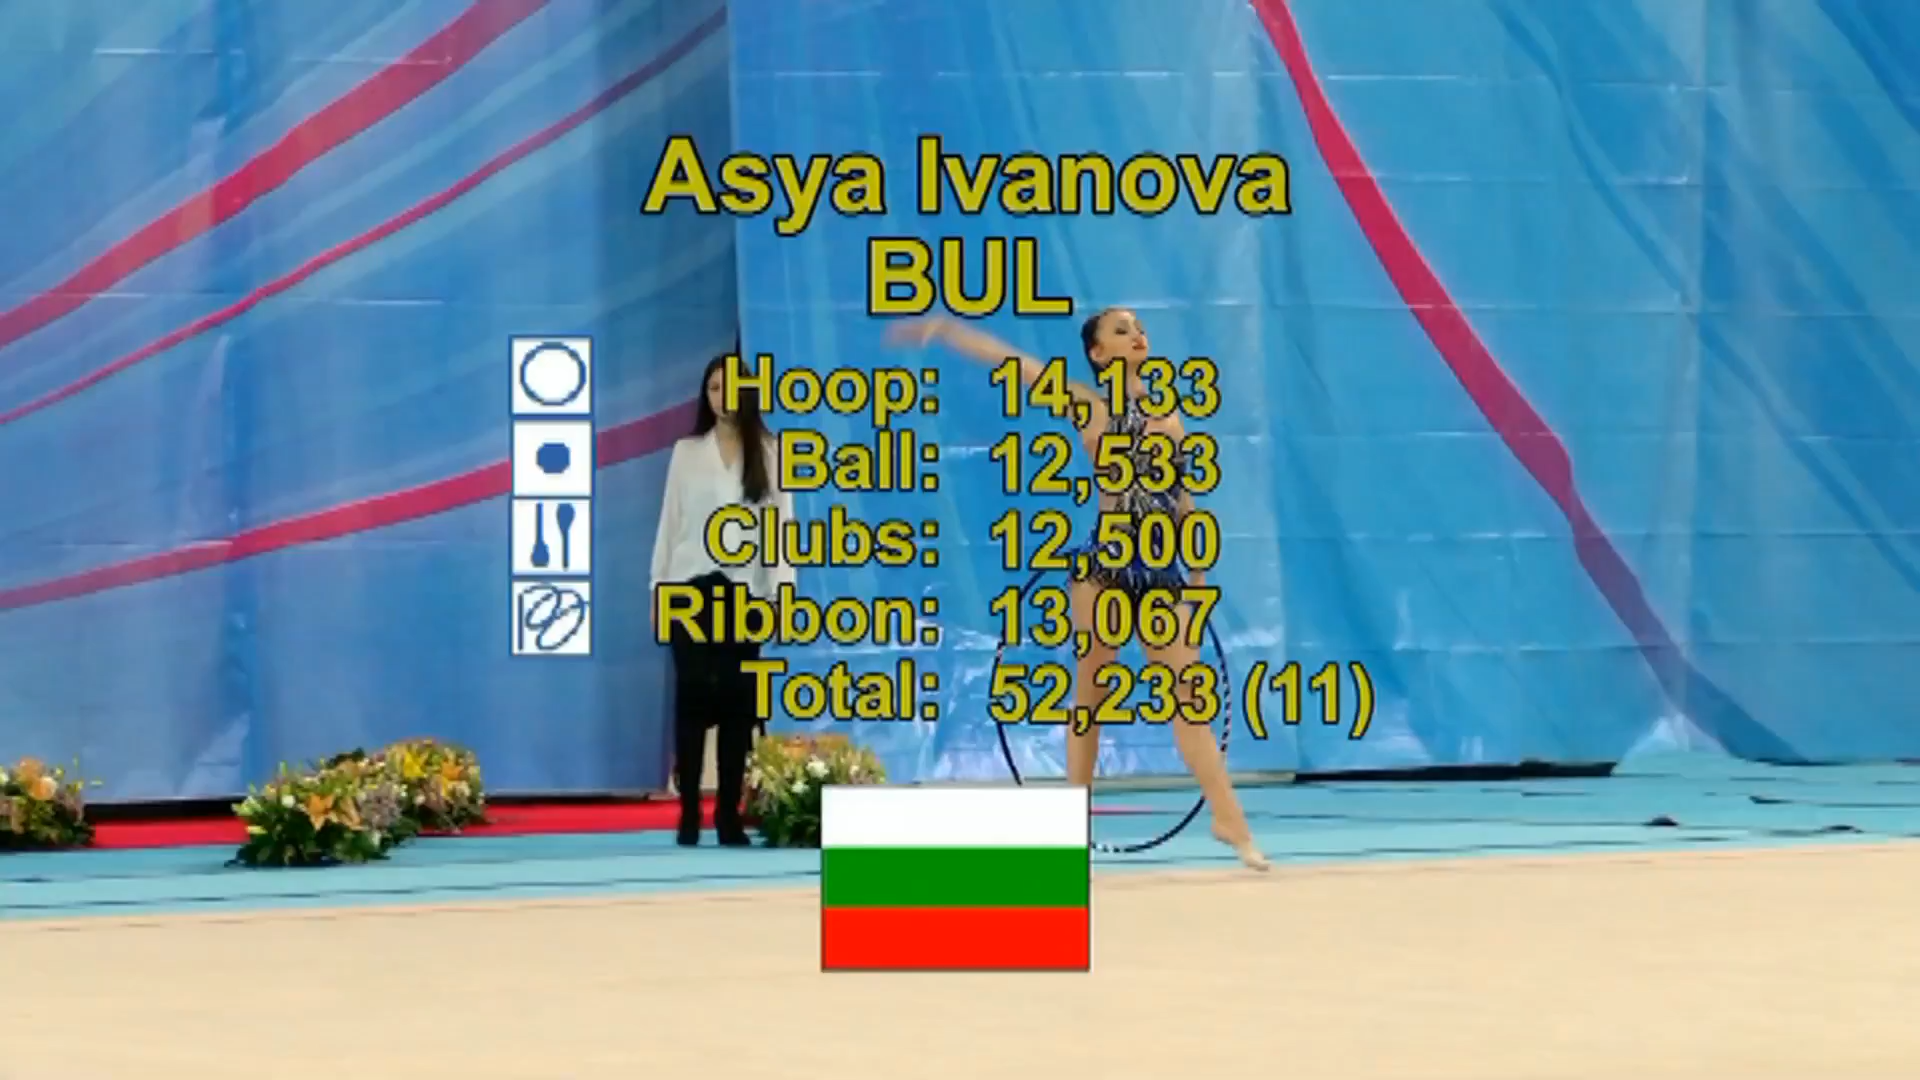 Asya Ivanova
BUL
Hoop: 14,133
Ball: 12,533
Clubs: 12,500
Ribbon: 13,067
Total: 52,233 (11)